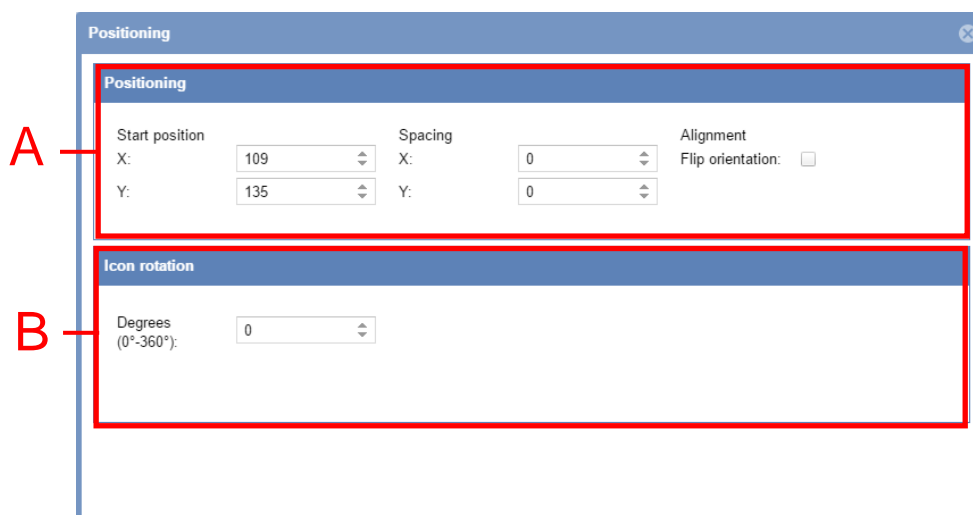 Positioning
Positioning
A
Start position Spacing Alignment
X: 109 X: 0 Flip orientation:
Y: 135 Y: 0
Icon rotation
B
Degrees
(0°-360°): 0